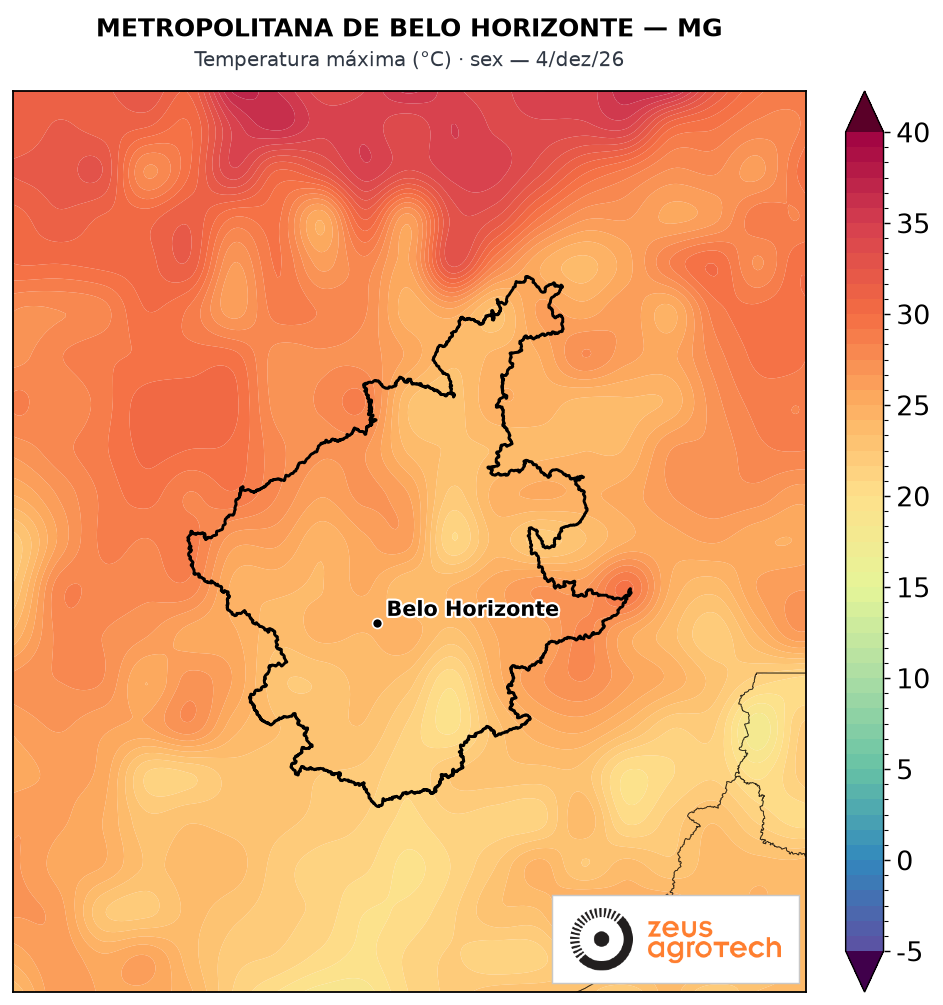 METROPOLITANA DE BELO HORIZONTE — MG
Temperatura máxima (°C) · sex — 4/dez/26
40
35
30
25
20
15
10
5
0
-5
Belo Horizonte
zeus
agrotech